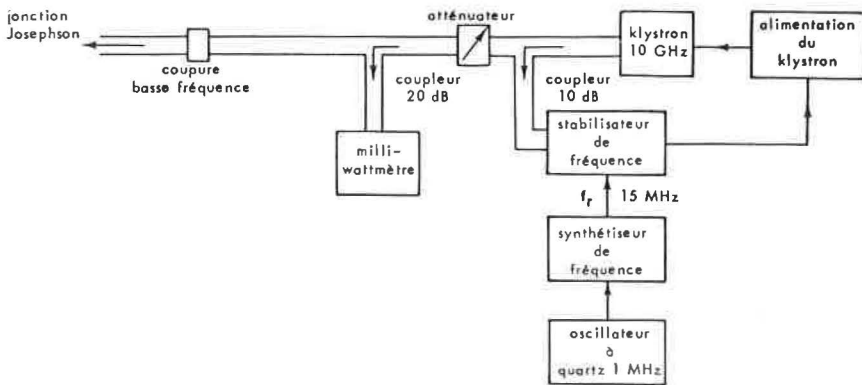 jonction
Josephson
coupure
basse fréquence
atténuateur
coupleur
20 dB
milli-
wattmètre
coupleur
10 dB
klystron
10 GHz
alimentation
du
klystron
stabilisateur
de
fréquence
fr 15 MHz
synthétiseur
de
fréquence
oscillateur
à
quartz 1 MHz